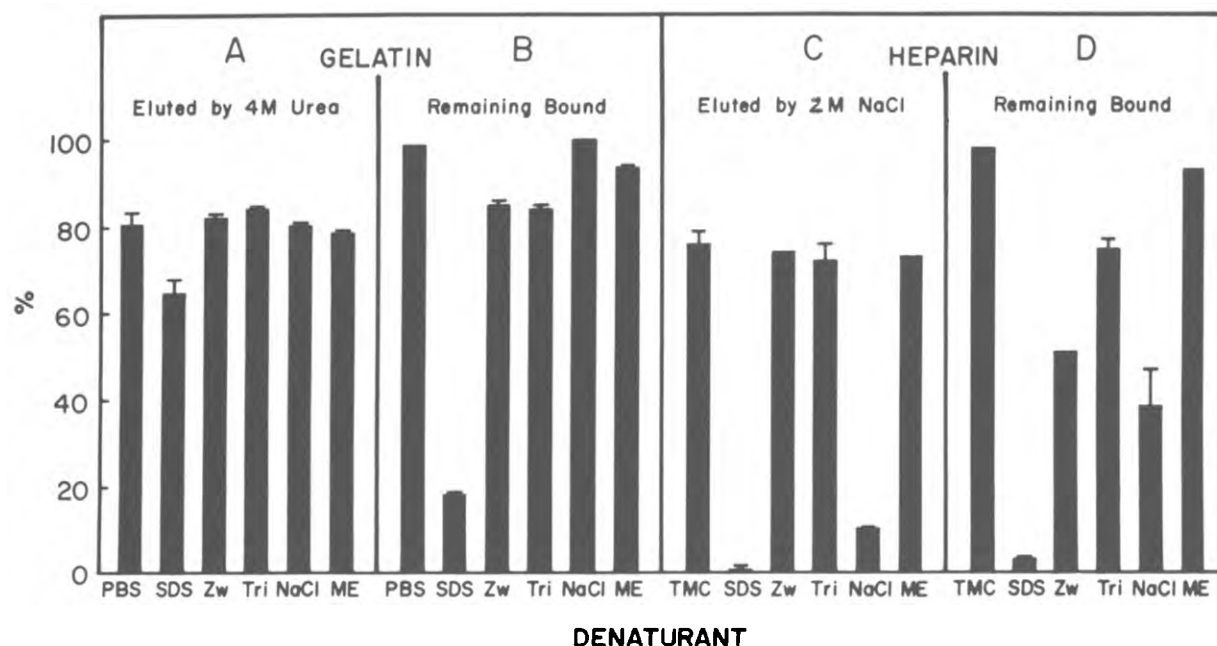 A B C D
GELATIN HEPARIN
Eluted by 4M Urea Remaining Bound Eluted by 2M NaCl Remaining Bound
100
80
60
40
20
0
%
PBS SDS Zw Tri NaCl ME PBS SDS Zw Tri NaCl ME TMC SDS Zw Tri NaCl ME TMC SDS Zw Tri NaCl ME
DENATURANT